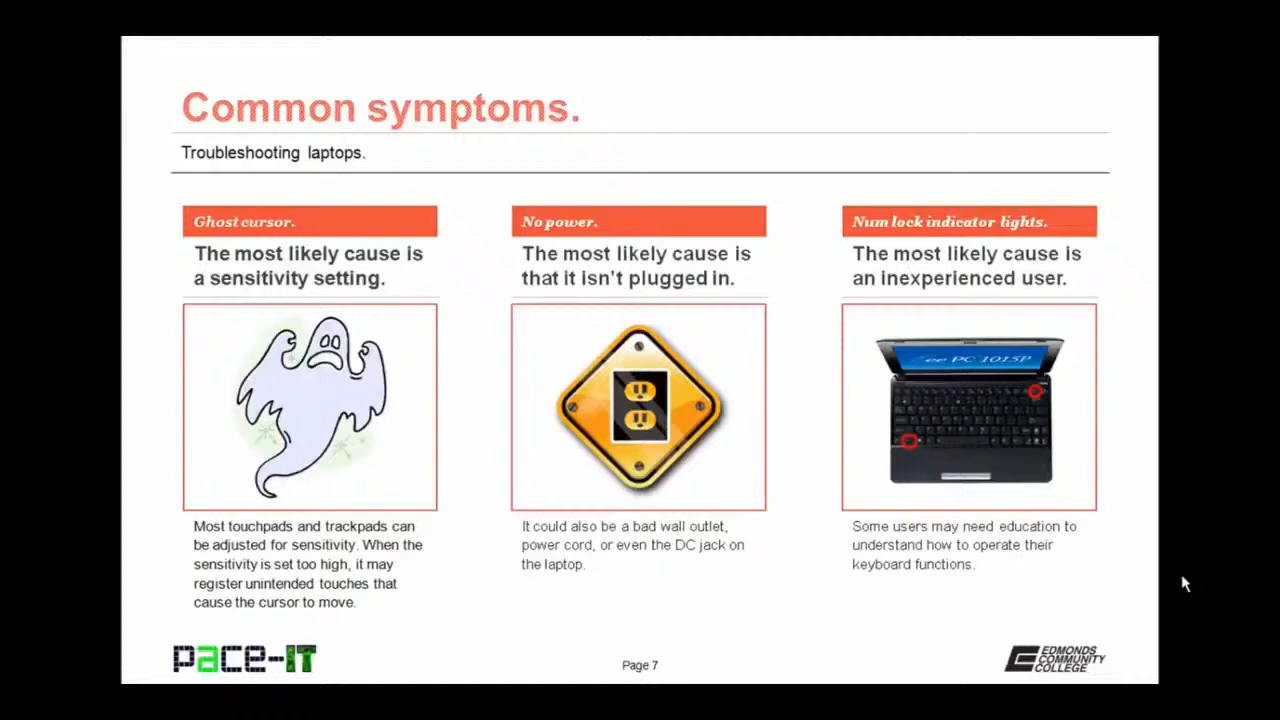 Common symptoms.
Troubleshooting laptops.
Ghost cursor.
The most likely cause is
a sensitivity setting.
Most touchpads and trackpads can
be adjusted for sensitivity. When the
sensitivity is set too high, it may
register unintended touches that
cause the cursor to move.
No power.
The most likely cause is
that it isn't plugged in.
It could also be a bad wall outlet,
power cord, or even the DC jack on
the laptop.
Num lock indicator lights.
The most likely cause is
an inexperienced user.
ee PC 1015P
Some users may need education to
understand how to operate their
keyboard functions.
pace-IT
Page 7
EDMONDS
COMMUNITY
COLLEGE